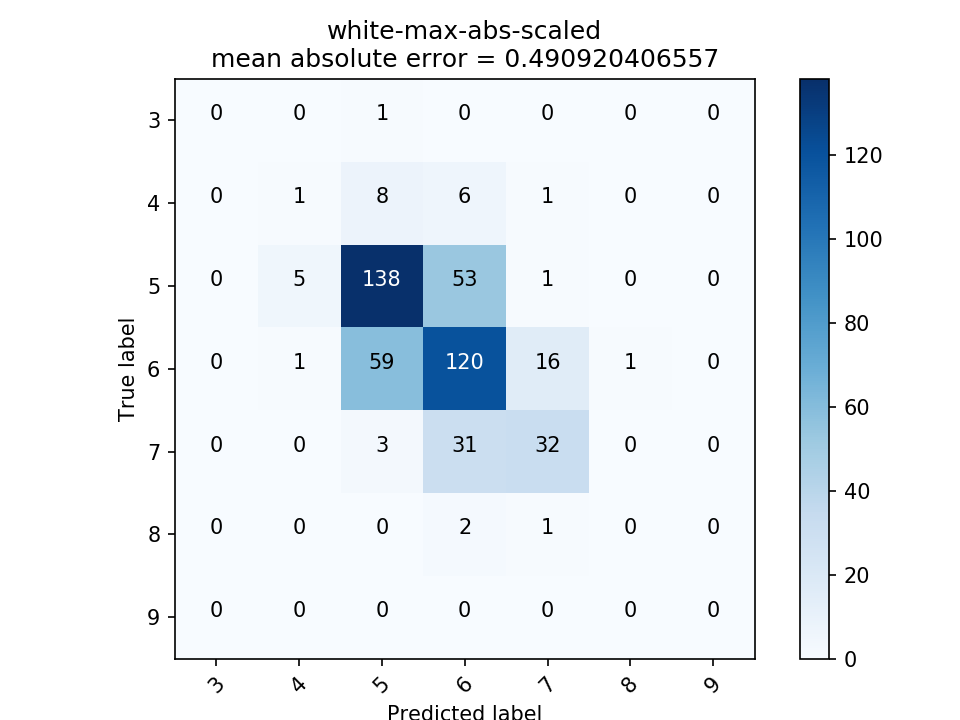 white-max-abs-scaled
mean absolute error = 0.490920406557
3 0 0 1 0 0 0 0
4 0 1 8 6 1 0 0
5 0 5 138 53 1 0 0
6 0 1 59 120 16 1 0
7 0 0 3 31 32 0 0
8 0 0 0 2 1 0 0
9 0 0 0 0 0 0 0
True label
3 4 5 6 7 8 9
Predicted label
120
100
80
60
40
20
0